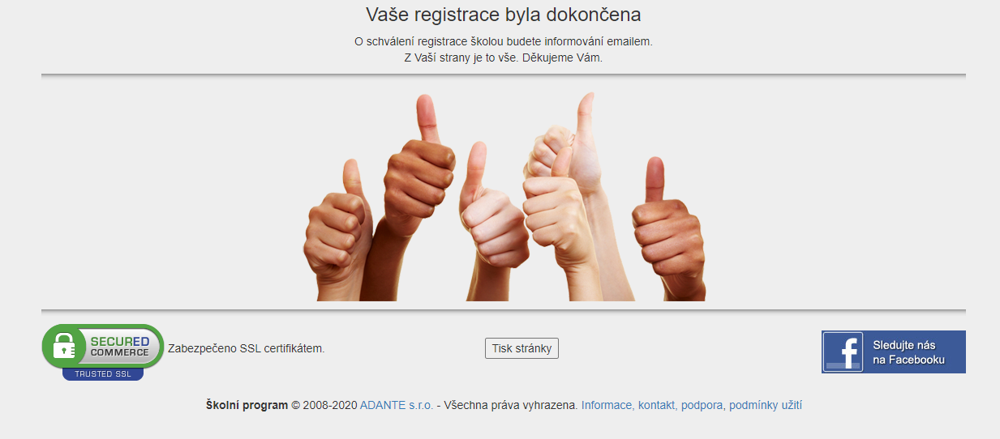 Vaše registrace byla dokončena
O schválení registrace školou budete informování emailem.
Z Vaší strany je to vše. Děkujeme Vám.
SECURED
COMMERCE
TRUSTED SSL
Zabezpečeno SSL certifikátem.
Tisk stránky
Sledujte nás
na Facebooku
Školní program © 2008-2020 ADANTE s.r.o. - Všechna práva vyhrazena. Informace, kontakt, podpora, podmínky užití